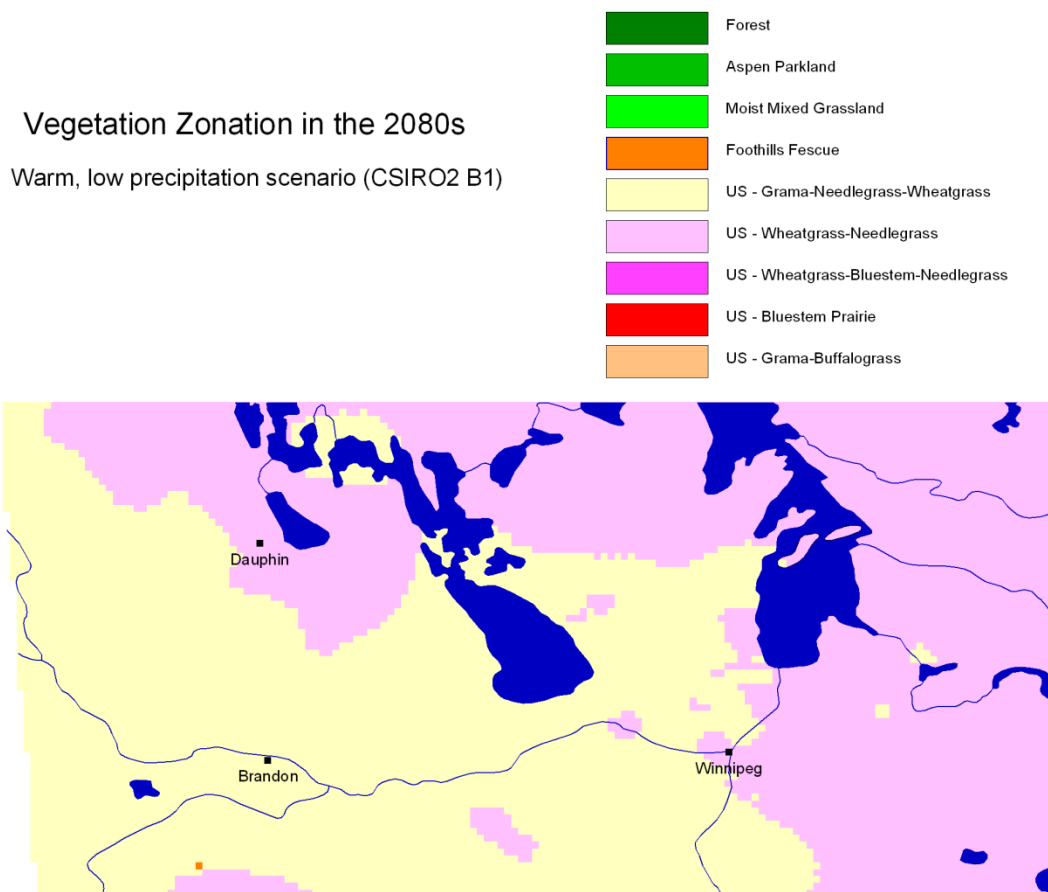 Vegetation Zonation in the 2080s
Warm, low precipitation scenario (CSIRO2 B1)
Forest
Aspen Parkland
Moist Mixed Grassland
Foothills Fescue
US - Grama-Needlegrass-Wheatgrass
US - Wheatgrass-Needlegrass
US - Wheatgrass-Bluestem-Needlegrass
US - Bluestem Prairie
US - Grama-Buffalograss
Dauphin
Brandon
Winnipeg